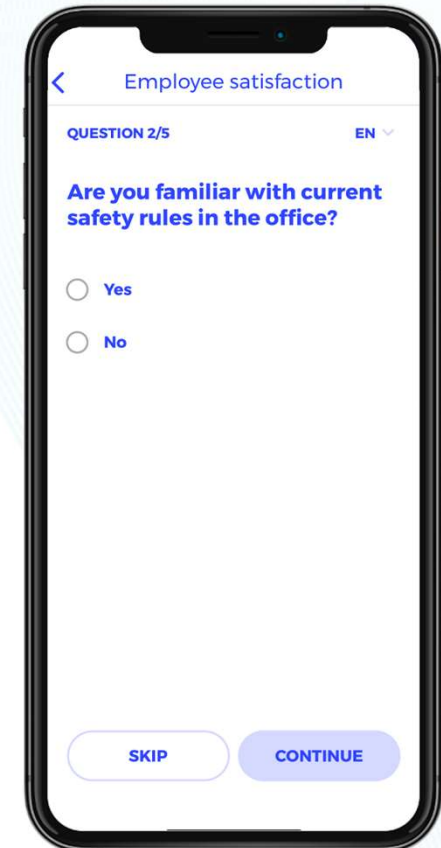 Employee satisfaction
QUESTION 2/5
EN
Are you familiar with current
safety rules in the office?
Yes
No
SKIP
CONTINUE